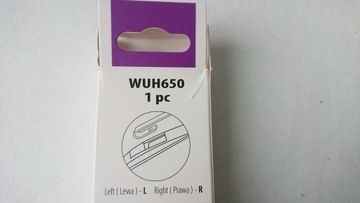 WUH650
1 pc
Left ( Lewa ) - L   Right ( Prawa ) - R